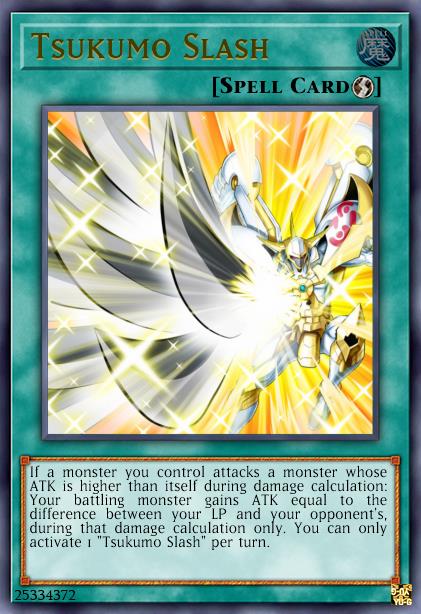 Tsukumo Slash
[Spell Card]
If a monster you control attacks a monster whose
ATK is higher than itself during damage calculation:
Your battling monster gains ATK equal to the
difference between your LP and your opponent's,
during that damage calculation only. You can only
activate 1 "Tsukumo Slash" per turn.
25334372